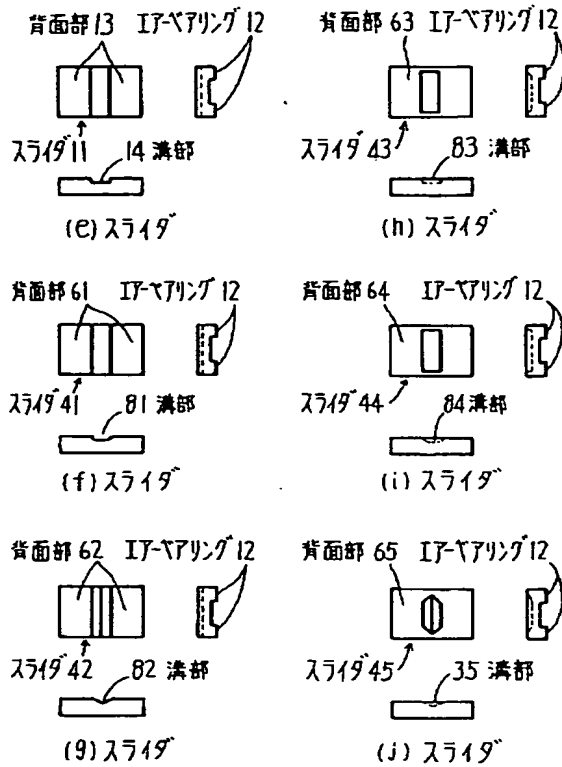 背面部 13 エアーベアリング 12
スライダ 11
14 溝部
(e) スライダ
背面部 61 エアーベアリング 12
スライダ 41
81 溝部
(f) スライダ
背面部 62 エアーベアリング 12
スライダ 42
82 溝部
(g) スライダ
背面部 63 エアーベアリング 12
スライダ 43
83 溝部
(h) スライダ
背面部 64 エアーベアリング 12
スライダ 44
84 溝部
(i) スライダ
背面部 65 エアーベアリング 12
スライダ 45
35 溝部
(j) スライダ